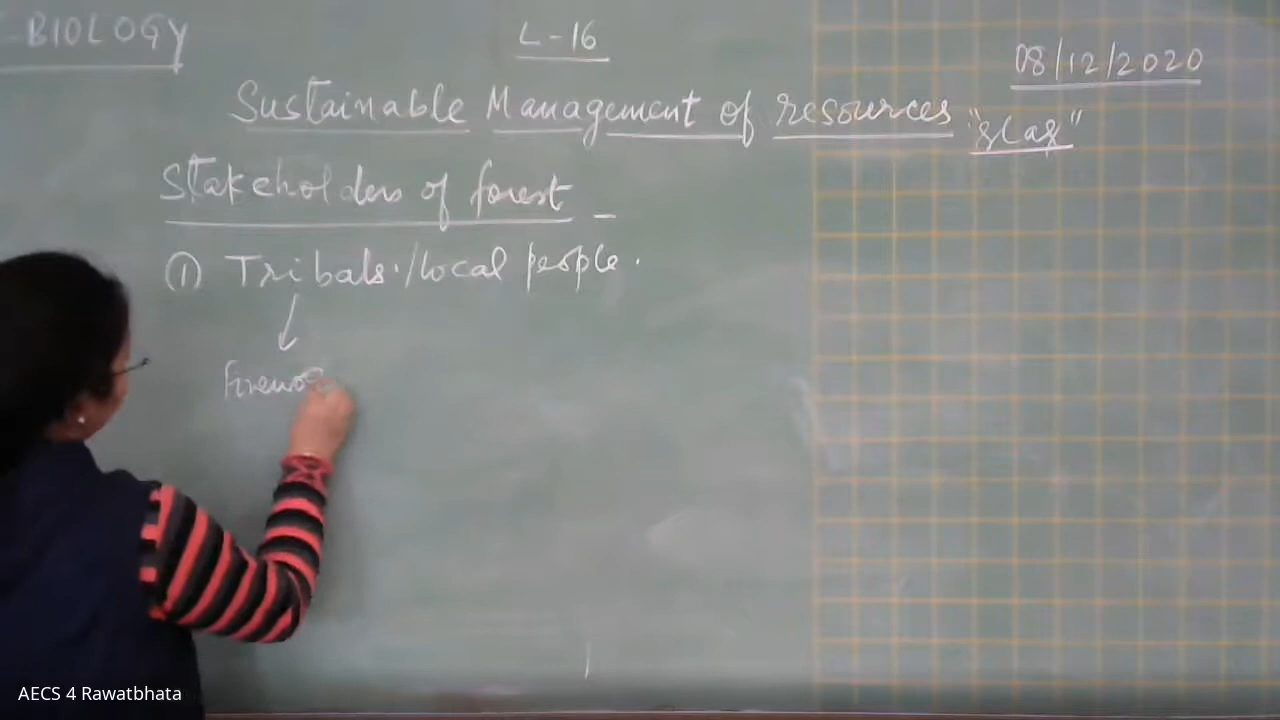 BIOLOGY
L-16
08/12/2020
Sustainable Management of resources
Stakeholders of forest -
① Tribals./local people.
↓
Firewoo
AECS 4 Rawatbhata